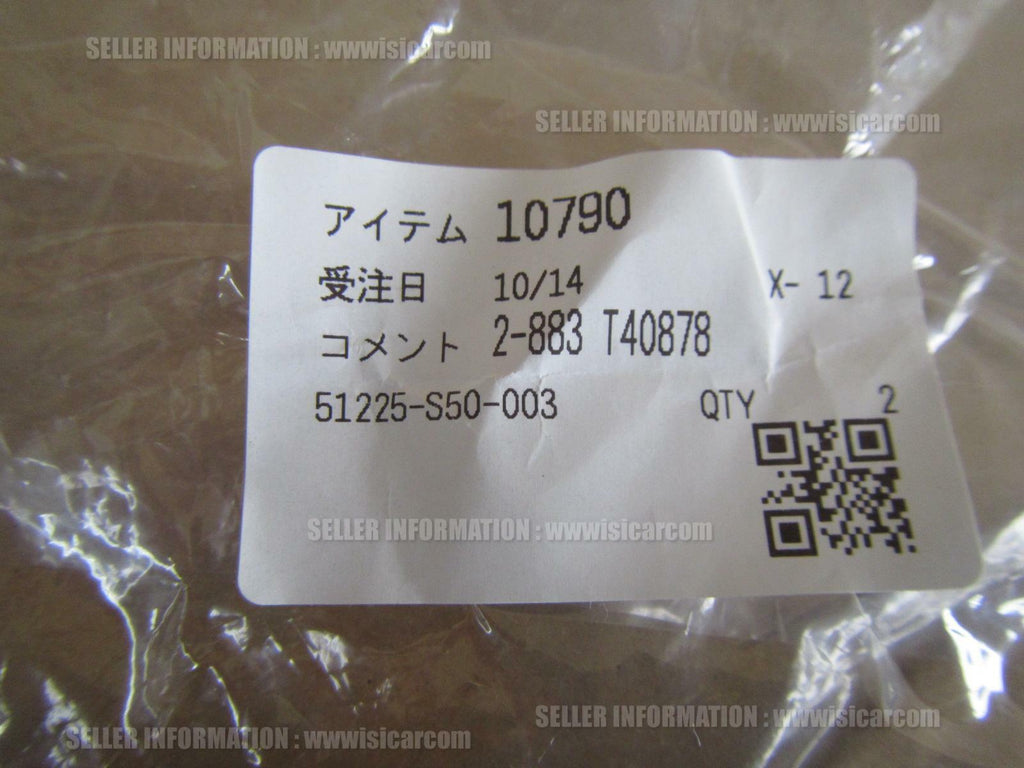 SELLER INFORMATION : wwwisicarcom
SELLER INFORMATION : wwwisicarcom
アイテム 10790
受注日 10/14 X- 12
コメント 2-883 T40878
51225-S50-003 QTY 2
SELLER INFORMATION : wwwisicarcom
SELLER INFORMATION : wwwisicarcom
SELLER INFORMATION : wwwisicarcom